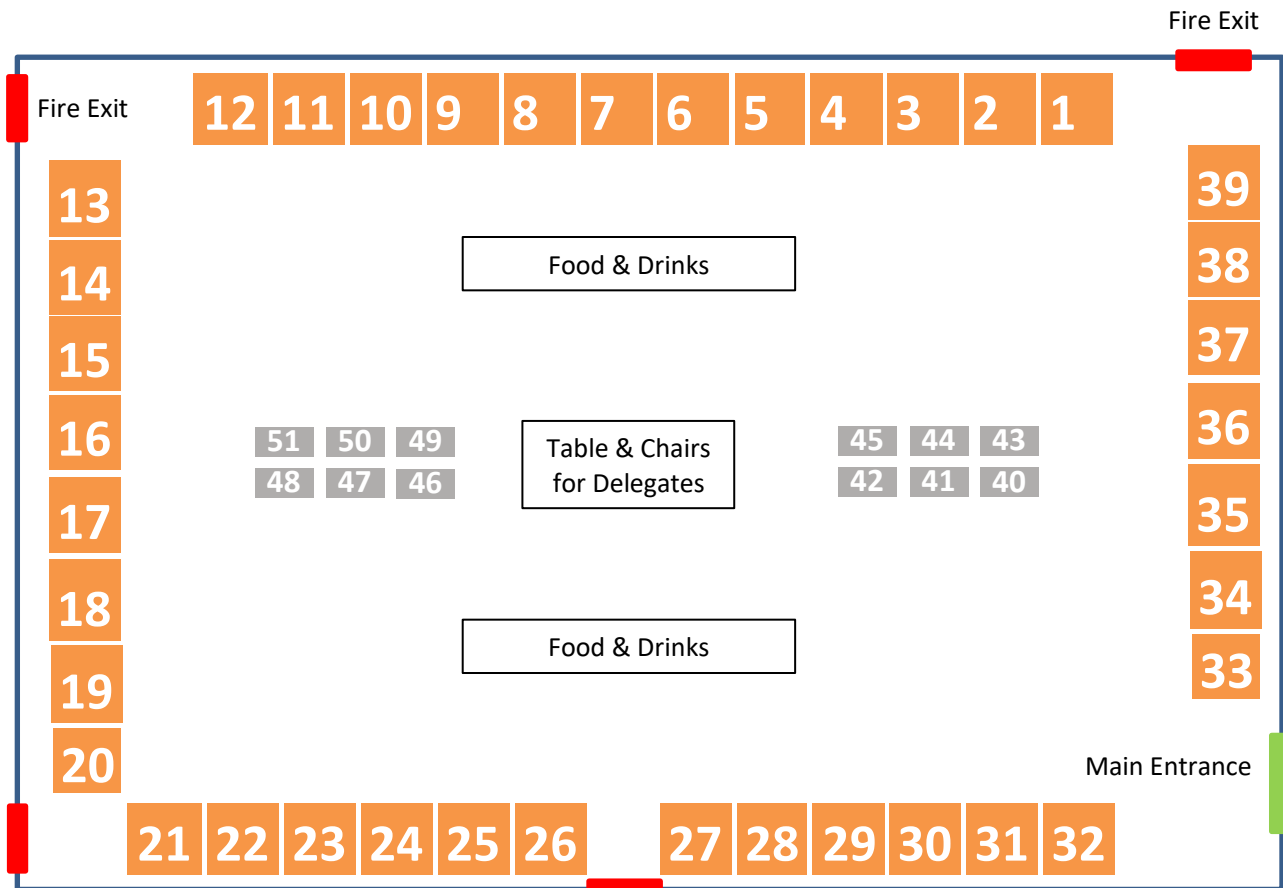 Fire Exit
Fire Exit
12 11 10 9 8 7 6 5 4 3 2 1
13
14
15
16
17
18
19
20
39
38
37
36
35
34
33
Food & Drinks
51 50 49
48 47 46
Table & Chairs
for Delegates
45 44 43
42 41 40
Food & Drinks
Main Entrance
21 22 23 24 25 26 27 28 29 30 31 32